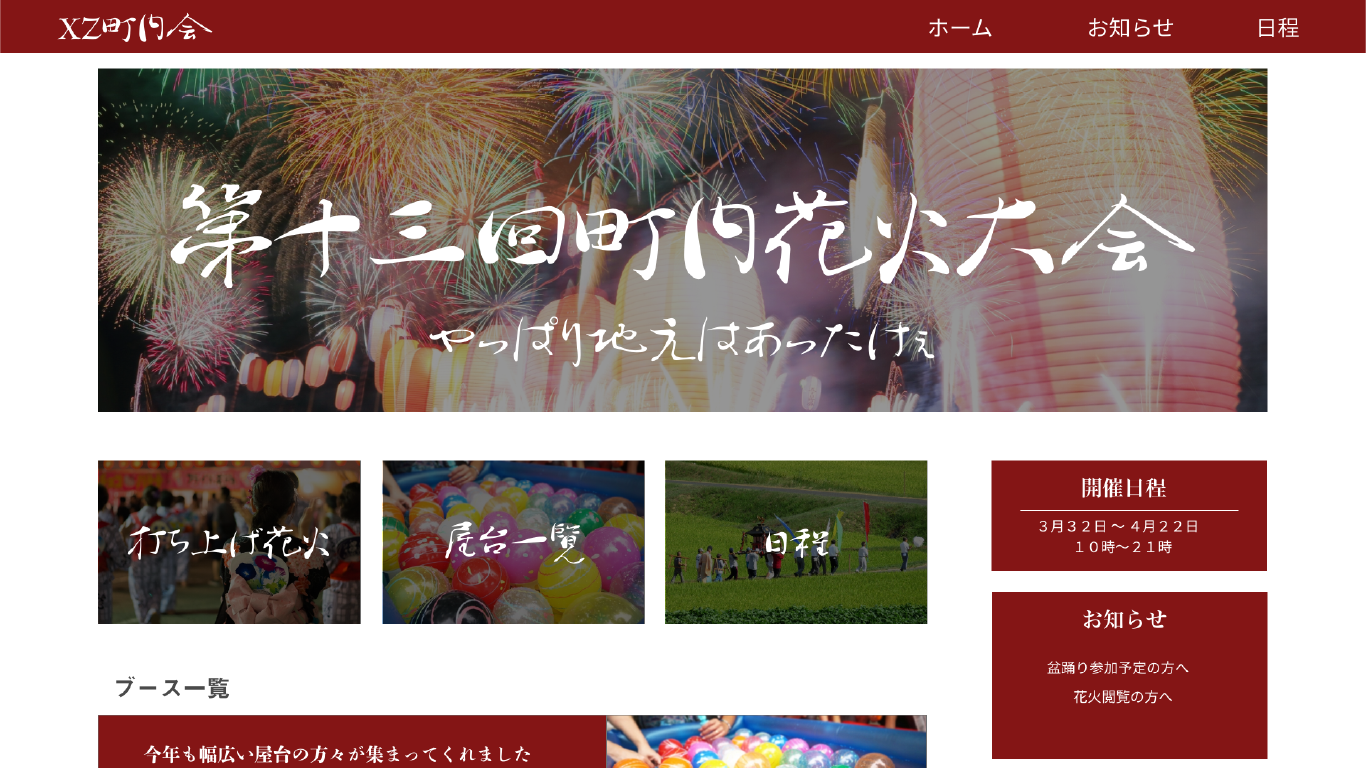 XZ町内会
ホーム
お知らせ
日程
第十三回町内花火大会
やっぱり地元はあったけぇ
打ち上げ花火
屋台一覧
日程
開催日程
３月３２日 〜 ４月２２日
１０時〜２１時
お知らせ
盆踊り参加予定の方へ
花火閲覧の方へ
ブース一覧
今年も幅広い屋台の方々が集まってくれました